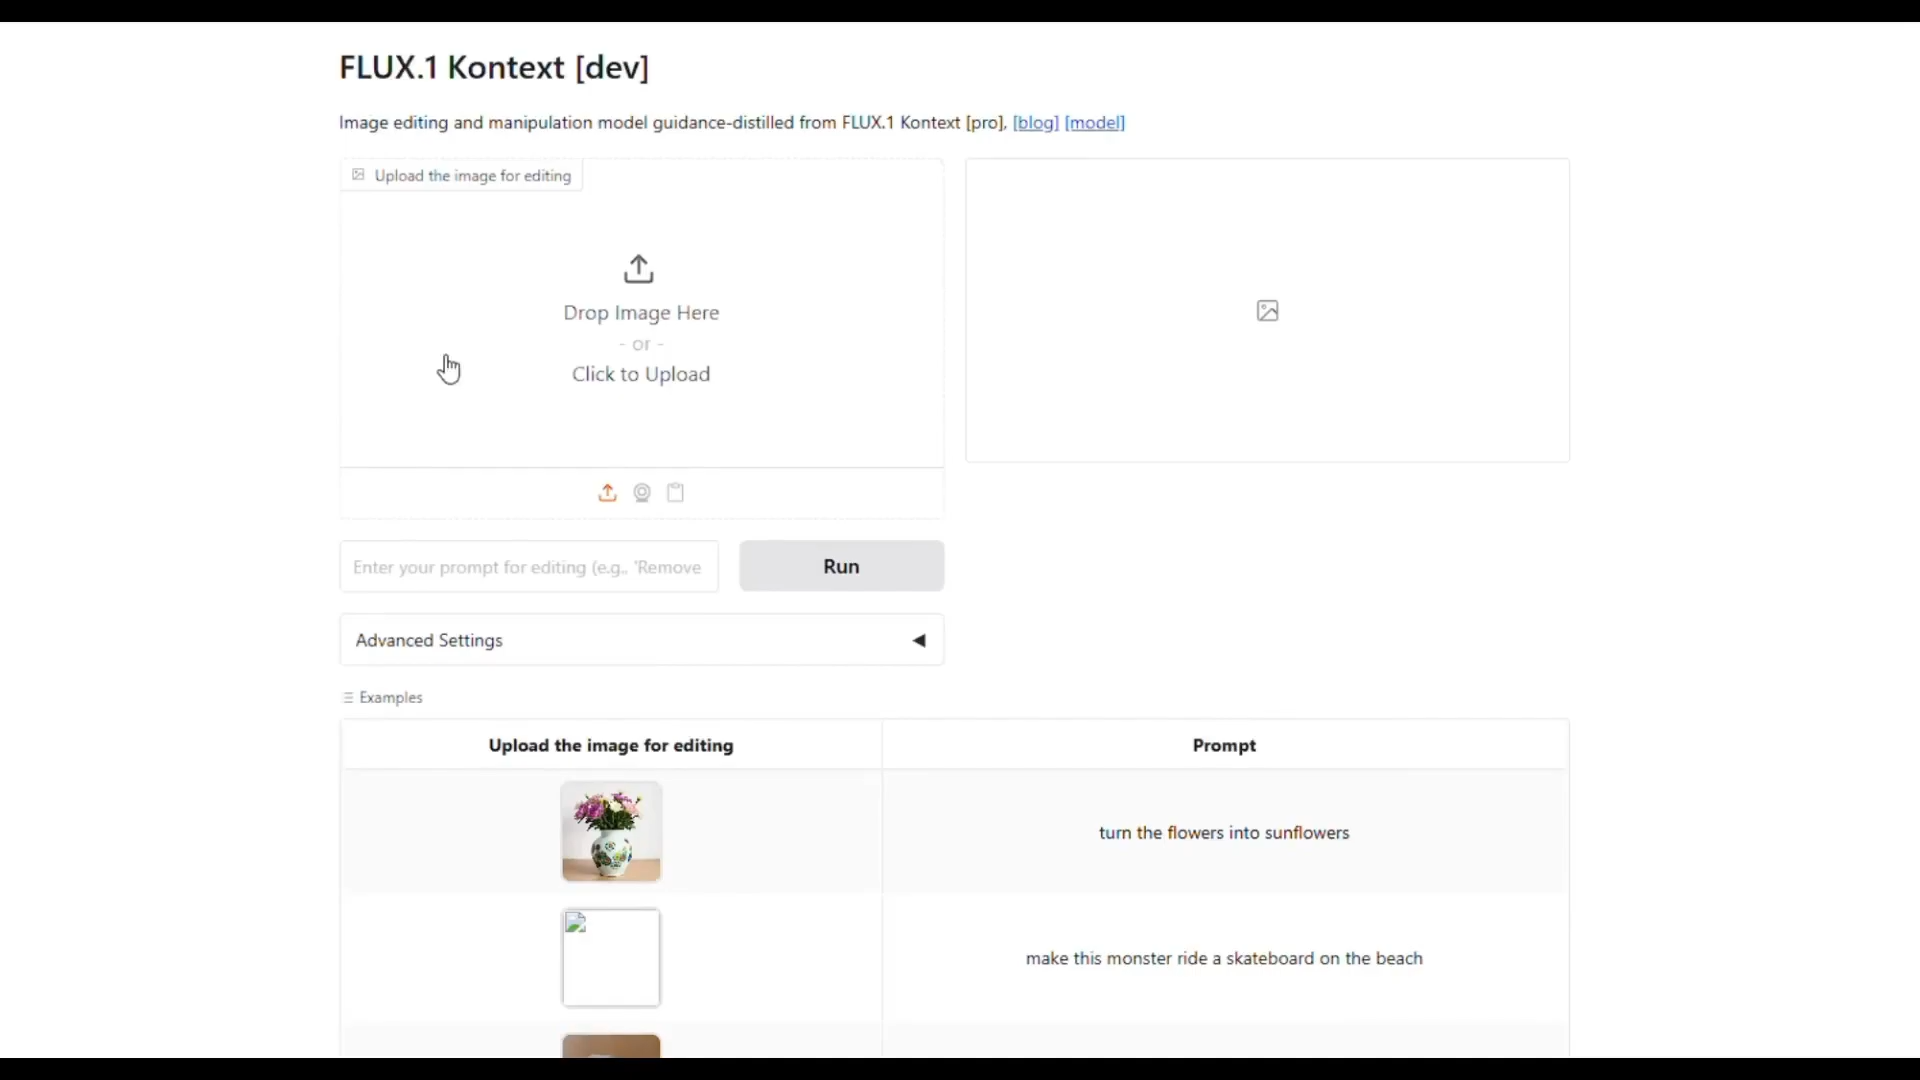 FLUX.1 Kontext [dev]
Image editing and manipulation model guidance-distilled from FLUX.1 Kontext [pro], [blog] [model]
Upload the image for editing
Drop Image Here
- or -
Click to Upload
Enter your prompt for editing (e.g., 'Remove
Run
Advanced Settings
Examples
Upload the image for editing
Prompt
turn the flowers into sunflowers
make this monster ride a skateboard on the beach